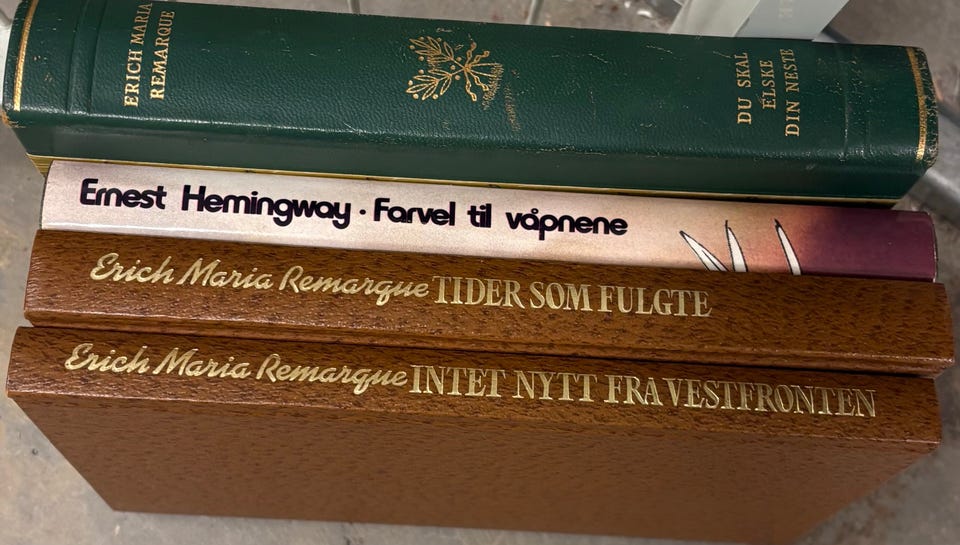 ERICH MARIA
REMARQUE
DU SKAL
ELSKE
DIN NESTE
Ernest Hemingway · Farvel til våpnene
Erich Maria Remarque TIDER SOM FULGTE
Erich Maria Remarque INTET NYTT FRA VESTFRONTEN